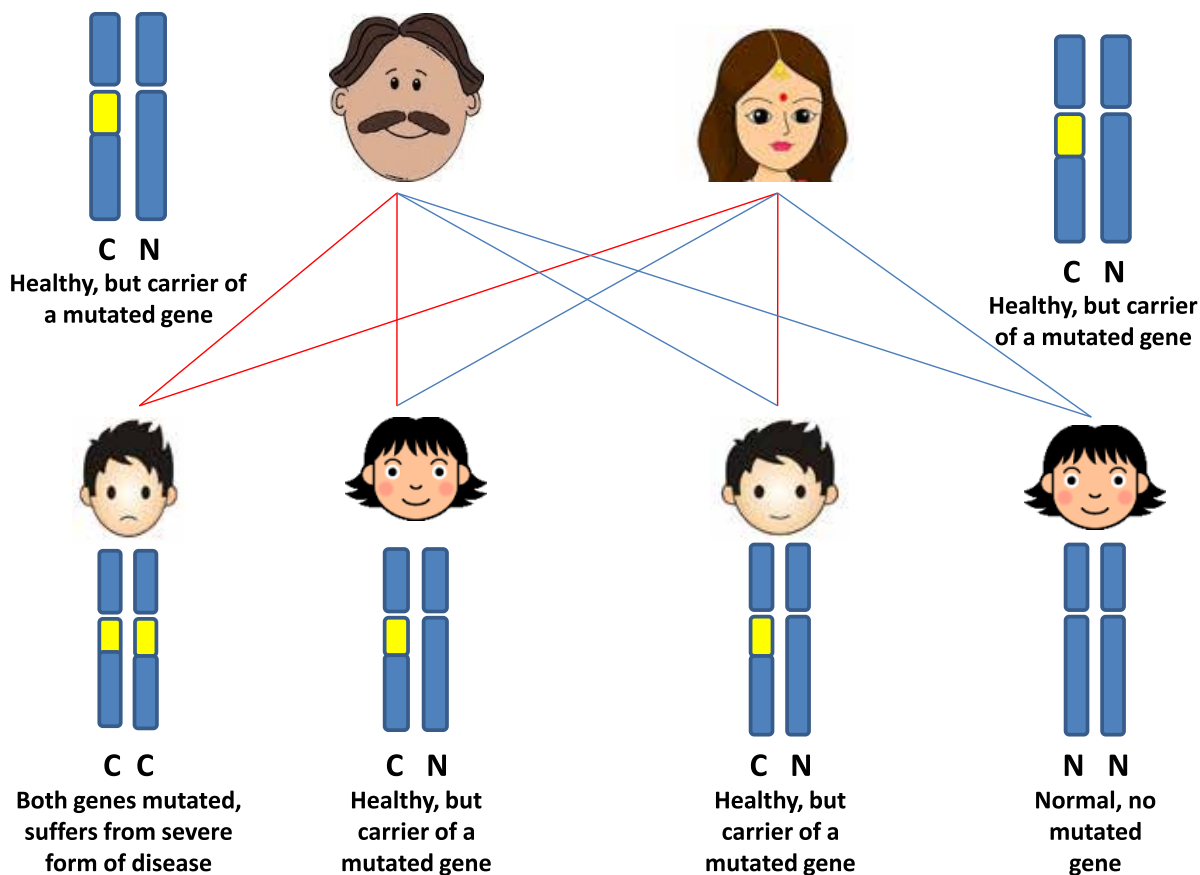 C N
Healthy, but carrier of
a mutated gene
C N
Healthy, but carrier
of a mutated gene
C C
Both genes mutated,
suffers from severe
form of disease
C N
Healthy, but
carrier of a
mutated gene
C N
Healthy, but
carrier of a
mutated gene
N N
Normal, no
mutated
gene